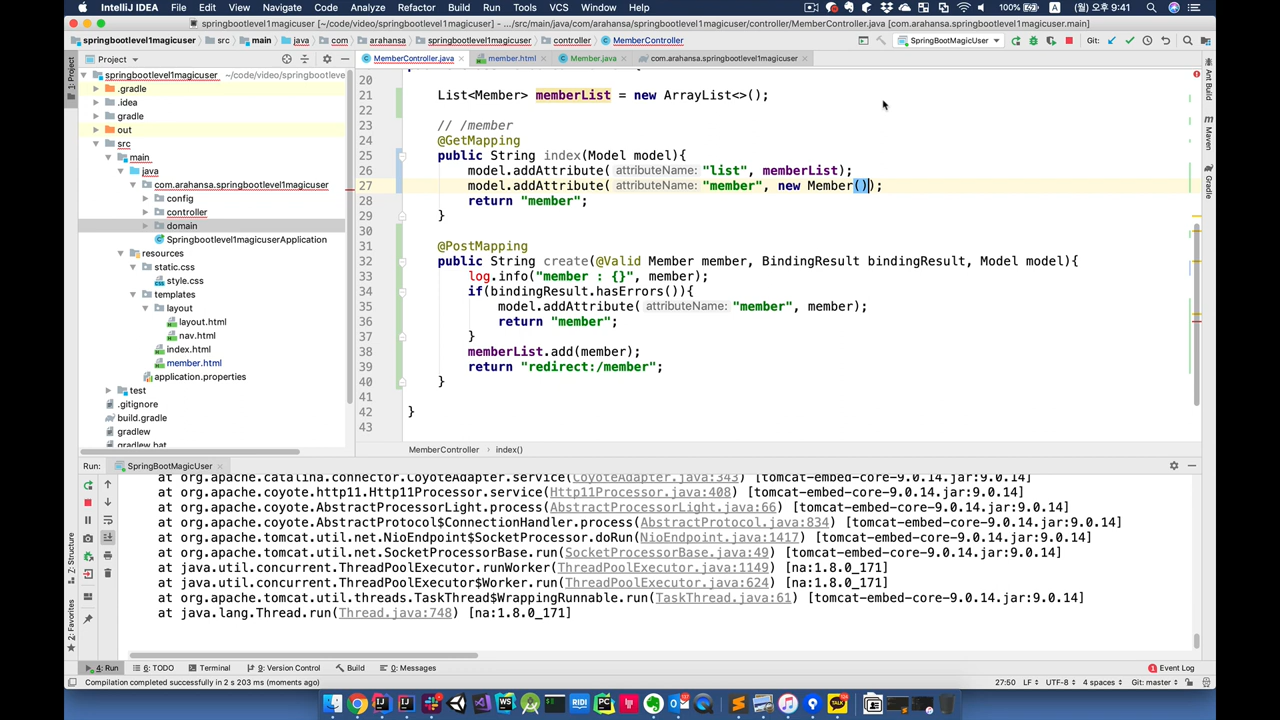 IntelliJ IDEA File Edit View Navigate Code Analyze Refactor Build Run Tools VCS Window Help 100% A (월) 오후 9:41
springbootlevel1magicuser [~/code/video/springbootlevel1magicuser] - .../src/main/java/com/arahansa/springbootlevel1magicuser/controller/MemberController.java [com.arahansa.springbootlevel1magicuser.main]
springbootlevel1magicuser src main java com arahansa springbootlevel1magicuser controller MemberController SpringBootMagicUser Git:
Project MemberController.java member.html Member.java com.arahansa.springbootlevel1magicuser
1: Project
Ant Build
Maven
Gradle
springbootlevel1magicuser ~/code/video/springbootlevel1m
.gradle
.idea
gradle
out
src
main
java
com.arahansa.springbootlevel1magicuser
config
controller
domain
Springbootlevel1magicuserApplication
resources
static.css
style.css
templates
layout
layout.html
nav.html
index.html
member.html
application.properties
test
.gitignore
build.gradle
gradlew
gradlew.bat
20
21 List<Member> memberList = new ArrayList<>();
22
23 // /member
24 @GetMapping
25 public String index(Model model){
26 model.addAttribute( attributeName: "list", memberList);
27 model.addAttribute( attributeName: "member", new Member());
28 return "member";
29 }
30
31 @PostMapping
32 public String create(@Valid Member member, BindingResult bindingResult, Model model){
33 log.info("member : {}", member);
34 if(bindingResult.hasErrors()){
35 model.addAttribute( attributeName: "member", member);
36 return "member";
37 }
38 memberList.add(member);
39 return "redirect:/member";
40 }
41
42 }
43
MemberController index()
Run: SpringBootMagicUser
at org.apache.catalina.connector.CoyoteAdapter.service(CoyoteAdapter.java:343) [tomcat-embed-core-9.0.14.jar:9.0.14]
at org.apache.coyote.http11.Http11Processor.service(Http11Processor.java:408) [tomcat-embed-core-9.0.14.jar:9.0.14]
at org.apache.coyote.AbstractProcessorLight.process(AbstractProcessorLight.java:66) [tomcat-embed-core-9.0.14.jar:9.0.14]
at org.apache.coyote.AbstractProtocol$ConnectionHandler.process(AbstractProtocol.java:834) [tomcat-embed-core-9.0.14.jar:9.0.14]
at org.apache.tomcat.util.net.NioEndpoint$SocketProcessor.doRun(NioEndpoint.java:1417) [tomcat-embed-core-9.0.14.jar:9.0.14]
at org.apache.tomcat.util.net.SocketProcessorBase.run(SocketProcessorBase.java:49) [tomcat-embed-core-9.0.14.jar:9.0.14]
at java.util.concurrent.ThreadPoolExecutor.runWorker(ThreadPoolExecutor.java:1149) [na:1.8.0_171]
at java.util.concurrent.ThreadPoolExecutor$Worker.run(ThreadPoolExecutor.java:624) [na:1.8.0_171]
at org.apache.tomcat.util.threads.TaskThread$WrappingRunnable.run(TaskThread.java:61) [tomcat-embed-core-9.0.14.jar:9.0.14]
at java.lang.Thread.run(Thread.java:748) [na:1.8.0_171]
7: Structure
2: Favorites
4: Run 6: TODO Terminal 9: Version Control Build 0: Messages 1 Event Log
Compilation completed successfully in 2 s 203 ms (moments ago) 27:50 LF UTF-8 4 spaces Git: master
WS RIDI PC TALK